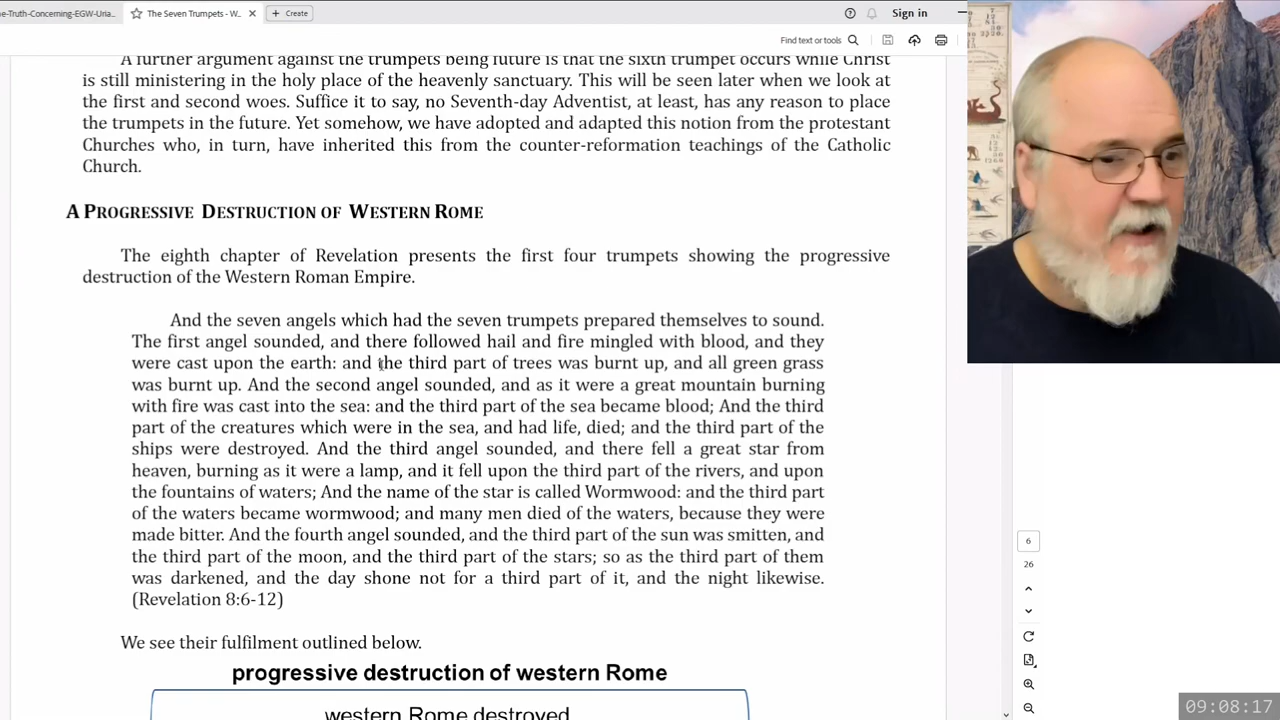 ne-Truth-Concerning-EGW-Uria...
The Seven Trumpets - W...
Create
Sign in
Find text or tools
A further argument against the trumpets being future is that the sixth trumpet occurs while Christ
is still ministering in the holy place of the heavenly sanctuary. This will be seen later when we look at
the first and second woes. Suffice it to say, no Seventh-day Adventist, at least, has any reason to place
the trumpets in the future. Yet somehow, we have adopted and adapted this notion from the protestant
Churches who, in turn, have inherited this from the counter-reformation teachings of the Catholic
Church.
A PROGRESSIVE DESTRUCTION OF WESTERN ROME
The eighth chapter of Revelation presents the first four trumpets showing the progressive
destruction of the Western Roman Empire.
And the seven angels which had the seven trumpets prepared themselves to sound.
The first angel sounded, and there followed hail and fire mingled with blood, and they
were cast upon the earth: and the third part of trees was burnt up, and all green grass
was burnt up. And the second angel sounded, and as it were a great mountain burning
with fire was cast into the sea: and the third part of the sea became blood; And the third
part of the creatures which were in the sea, and had life, died; and the third part of the
ships were destroyed. And the third angel sounded, and there fell a great star from
heaven, burning as it were a lamp, and it fell upon the third part of the rivers, and upon
the fountains of waters; And the name of the star is called Wormwood: and the third part
of the waters became wormwood; and many men died of the waters, because they were
made bitter. And the fourth angel sounded, and the third part of the sun was smitten, and
the third part of the moon, and the third part of the stars; so as the third part of them
was darkened, and the day shone not for a third part of it, and the night likewise.
(Revelation 8:6-12)
We see their fulfilment outlined below.
progressive destruction of western Rome
western Rome destroyed
6
26
09:08:17